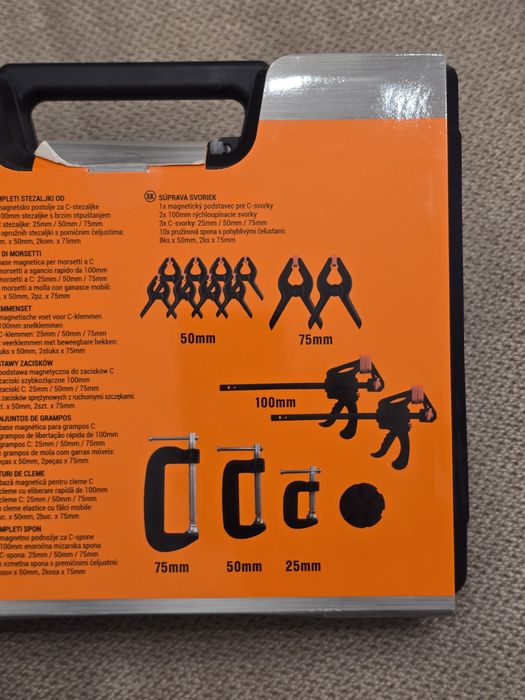 MPLETI STEZALJKI OD
magnetsko postolje za C-stezaljke
00mm stezaljke s brzim otpuštanjem
C stezaljke: 25mm / 50mm / 75mm
opružnih stezaljki s pomičnim čeljustima:
m. x 50mm, 2kom. x 75mm
DI MORSETTI
base magnetica per morsetti a C
morsetti a sgancio rapido da 100mm
morsetti a C: 25mm / 50mm / 75mm
morsetti a molla con ganasce mobili:
. x 50mm, 2pz. x 75mm
EMMENSET
magnetische voet voor C-klemmen
100mm snelklemmen
C-klemmen: 25mm / 50mm / 75mm
veerklemmen met beweegbare bekken:
uks x 50mm, 2stuks x 75mm
STAWY ZACISKÓW
podstawa magnetyczna do zacisków C
zaciski szybkozłączne 100mm
zaciski C: 25mm / 50mm / 75mm
zacisków sprężynowych z ruchomymi szczękami:
t. x 50mm, 2szt. x 75mm
NJUNTOS DE GRAMPOS
base magnética para grampos C
grampos de libertação rápida de 100mm
grampos C: 25mm / 50mm / 75mm
x grampos de mola com garras móveis:
peças x 50mm, 2peças x 75mm
TURI DE CLEME
bază magnetică pentru cleme C
cleme cu eliberare rapidă de 100mm
cleme C: 25mm / 50mm / 75mm
x cleme elastice cu fălci mobile:
uc. x 50mm, 2buc. x 75mm
MPLETI SPON
magnetno podnožje za C-spone
100mm enoročna mizarska spona
C-spona: 25mm / 50mm / 75mm
x vzmetna spona s premičnimi čeljustmi:
osov x 50mm, 2kosa x 75mm
SK SÚPRAVA SVORIEK
1x magnetický podstavec pre C-svorky
2x 100mm rýchloupínacie svorky
3x C-svorky: 25mm / 50mm / 75mm
10x pružinová spona s pohyblivými čeľusťami:
8ks x 50mm, 2ks x 75mm
50mm
75mm
100mm
75mm
50mm
25mm